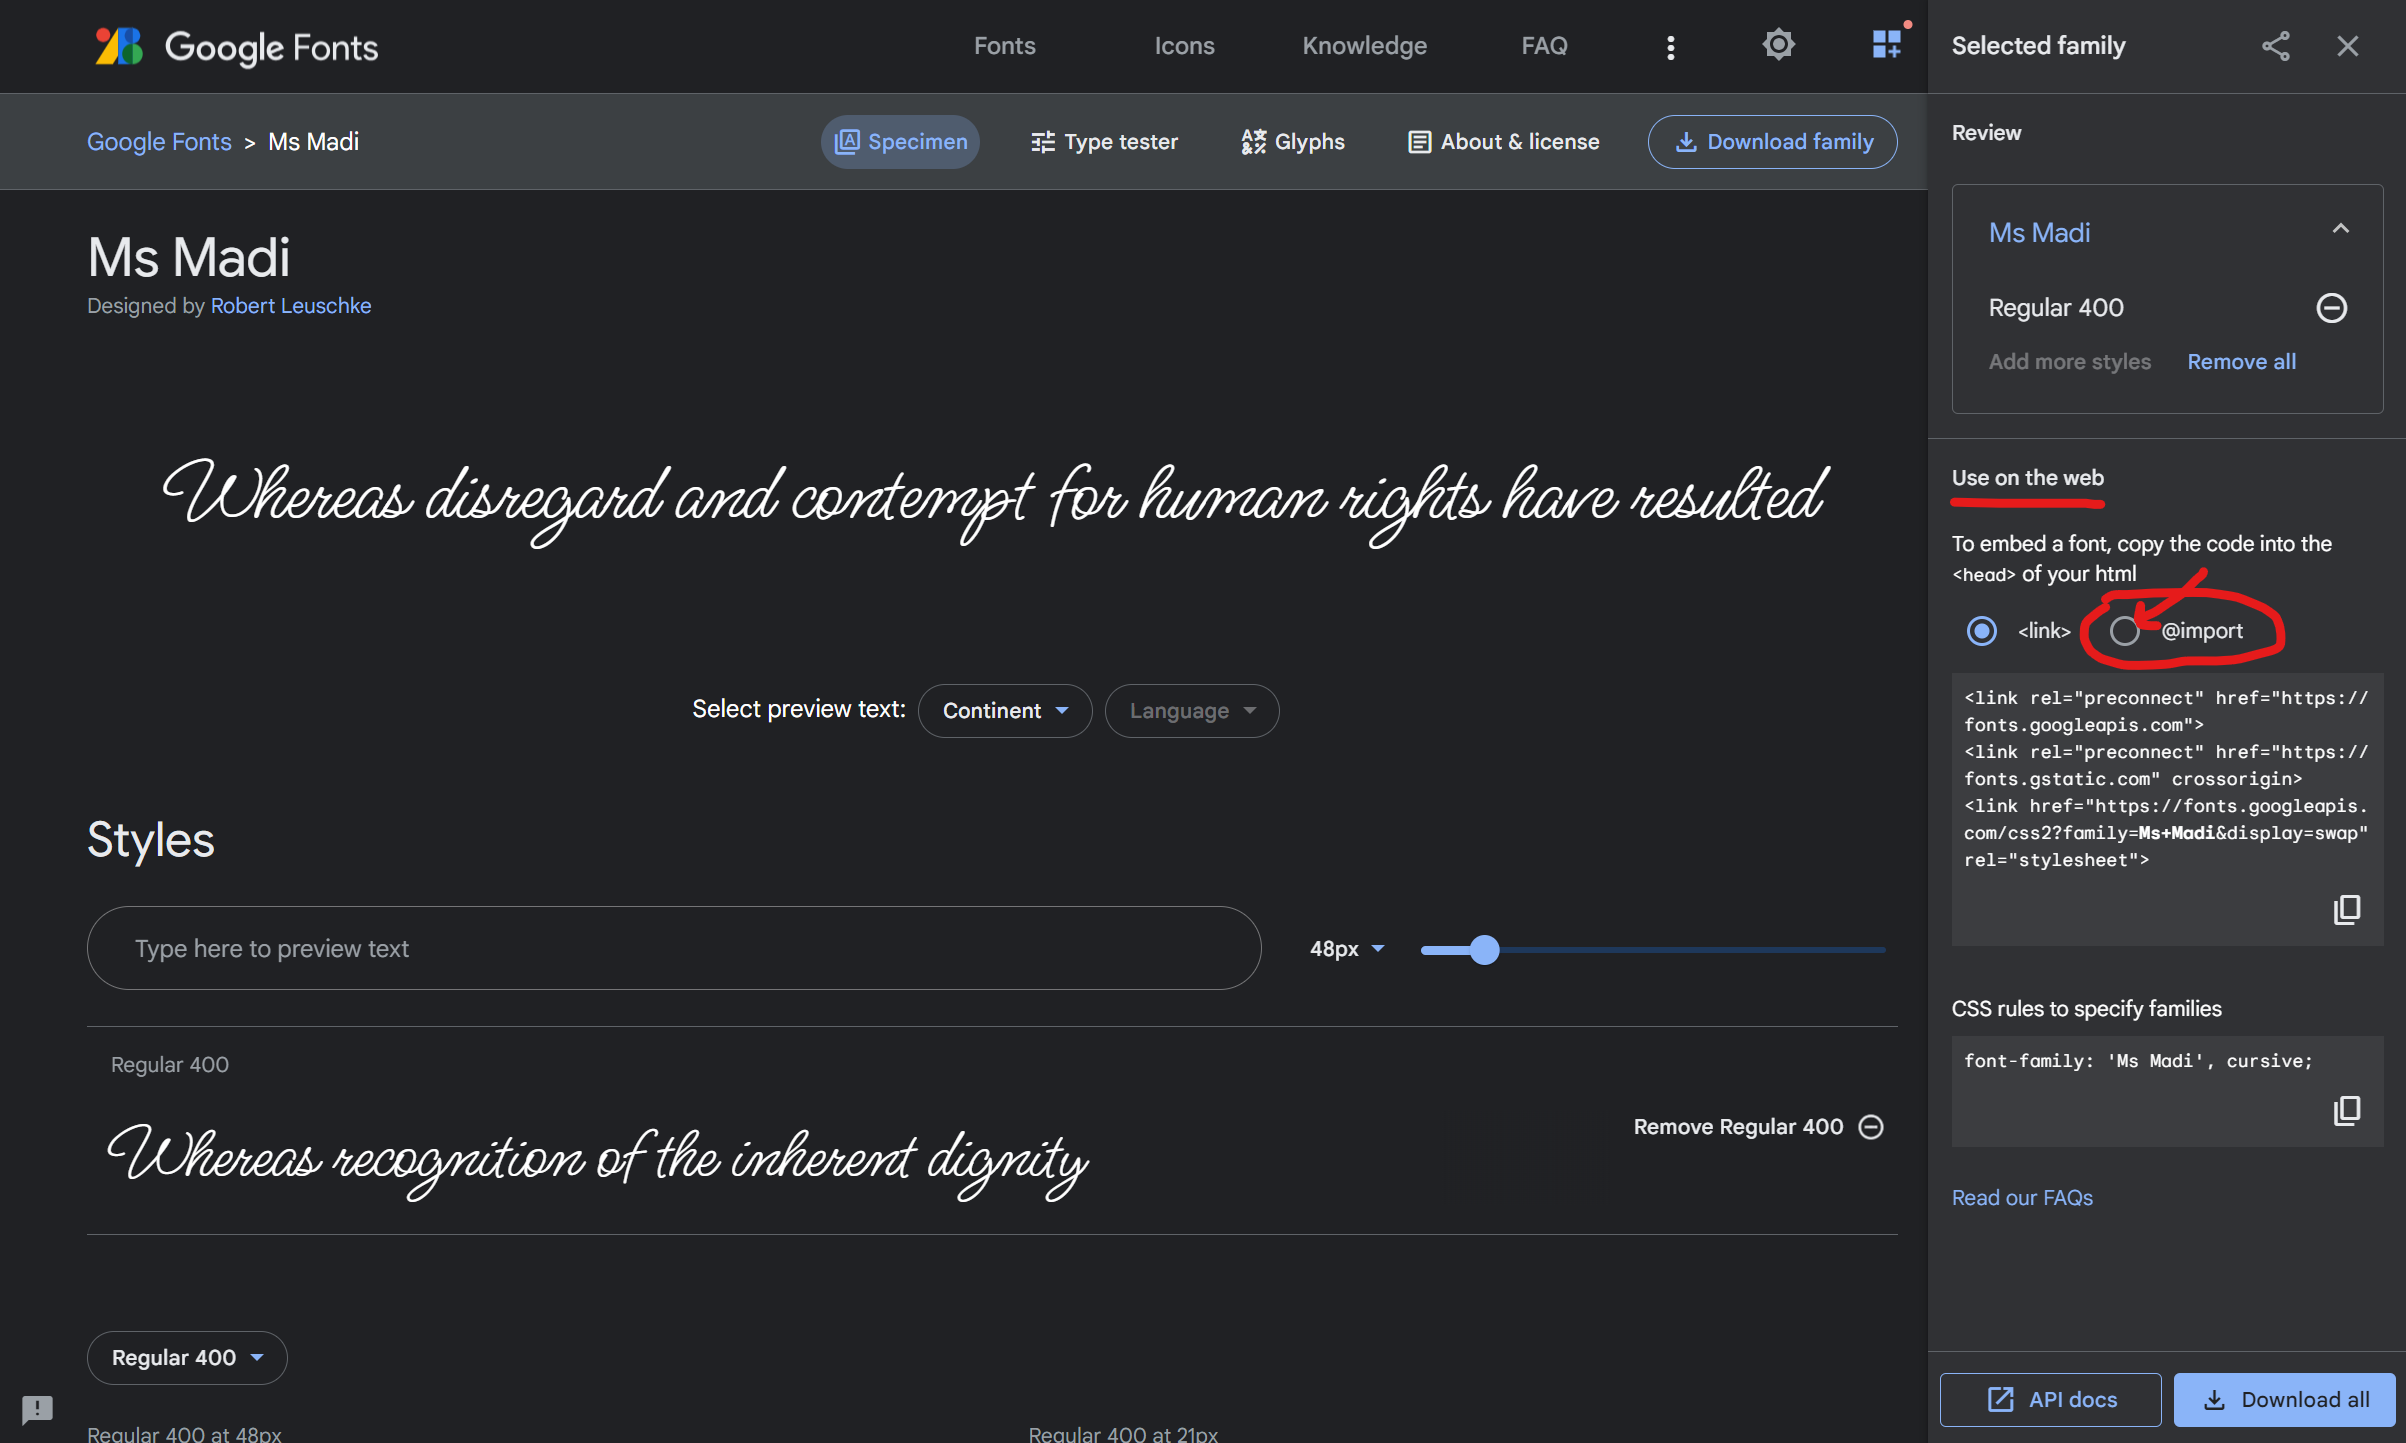 Google Fonts
Fonts
Icons
Knowledge
FAQ
Selected family
Google Fonts > Ms Madi
Specimen
Type tester
Glyphs
About & license
Download family
Review
Ms Madi
Designed by Robert Leuschke
Ms Madi
Regular 400
Add more styles
Remove all
Whereas disregard and contempt for human rights have resulted
Use on the web
To embed a font, copy the code into the
<head> of your html
<link>
@import
<link rel="preconnect" href="https://
fonts.googleapis.com">
<link rel="preconnect" href="https://
fonts.gstatic.com" crossorigin>
<link href="https://fonts.googleapis.
com/css2?family=Ms+Madi&display=swap"
rel="stylesheet">
Select preview text:
Continent
Language
Styles
Type here to preview text
48px
CSS rules to specify families
font-family: 'Ms Madi', cursive;
Regular 400
Whereas recognition of the inherent dignity
Remove Regular 400
Read our FAQs
Regular 400
Regular 400 at 48px
Regular 400 at 21px
API docs
Download all